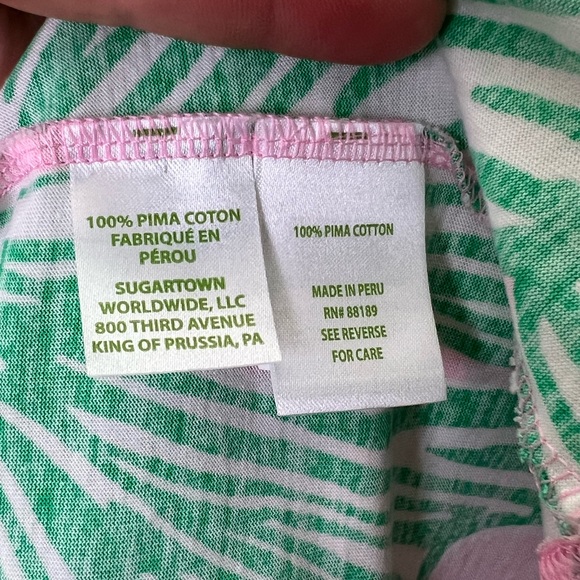 100% PIMA COTON
FABRIQUÉ EN
PÉROU
SUGARTOWN
WORLDWIDE, LLC
800 THIRD AVENUE
KING OF PRUSSIA, PA
100% PIMA COTTON
MADE IN PERU
RN# 88189
SEE REVERSE
FOR CARE